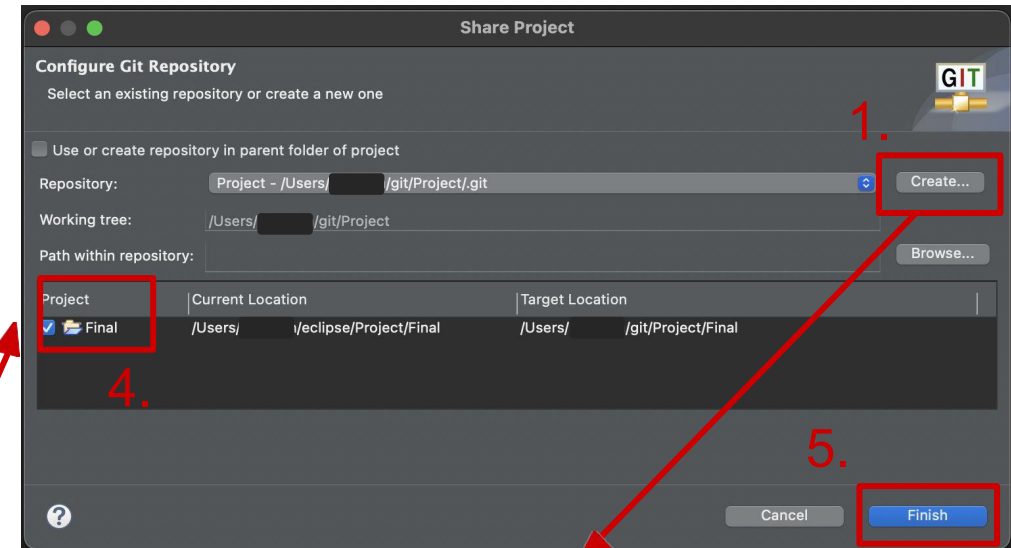 Share Project
Configure Git Repository
Select an existing repository or create a new one
GIT
1.
Use or create repository in parent folder of project
Repository: Project - /Users/ /git/Project/.git Create...
Working tree: /Users/ /git/Project
Path within repository: Browse...
Project Current Location Target Location
Final /Users/ /eclipse/Project/Final /Users/ /git/Project/Final
4.
5.
? Cancel Finish